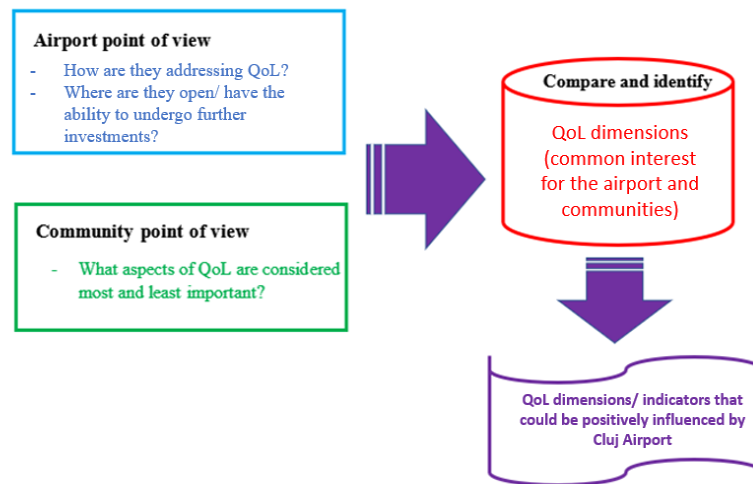 Airport point of view
- How are they addressing QoL?
- Where are they open/ have the
ability to undergo further
investments?
Community point of view
- What aspects of QoL are considered
most and least important?
Compare and identify
QoL dimensions
(common interest
for the airport and
communities)
QoL dimensions/ indicators that
could be positively influenced by
Cluj Airport